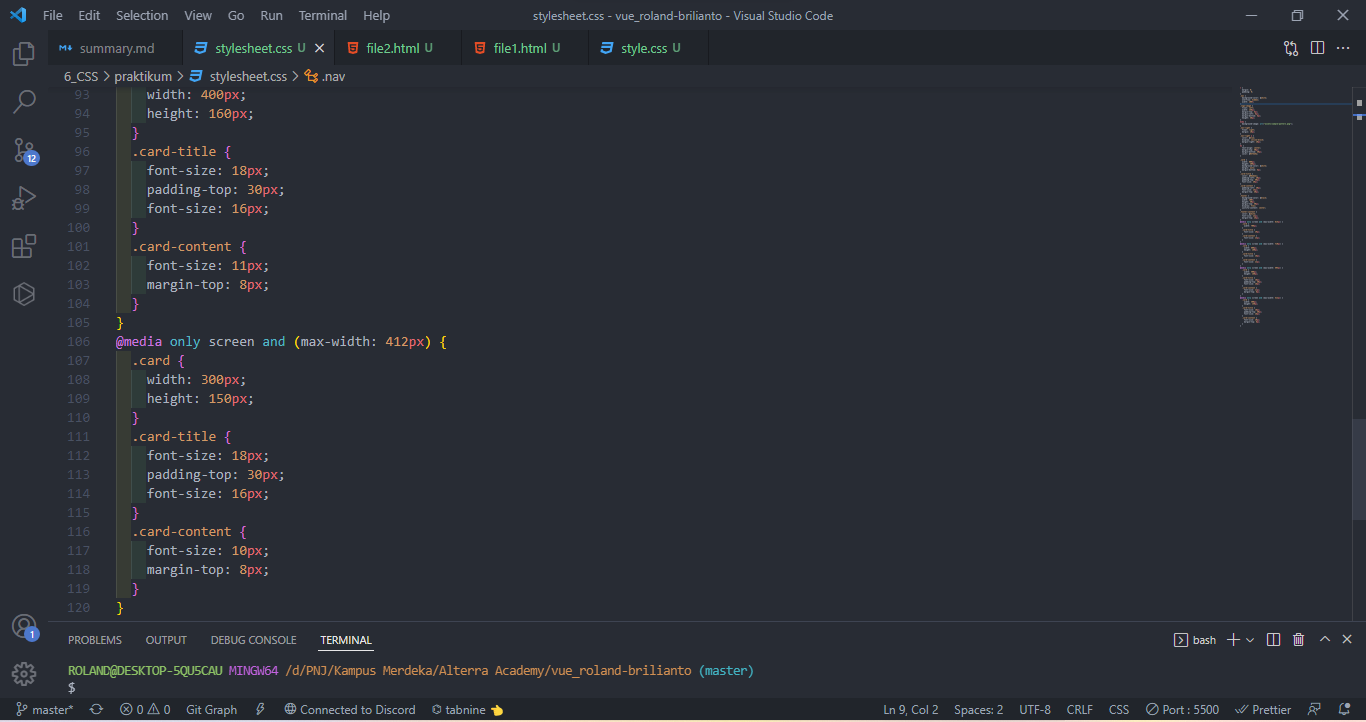 File Edit Selection View Go Run Terminal Help stylesheet.css - vue_roland-brilianto - Visual Studio Code
summary.md stylesheet.css U file2.html U file1.html U style.css U
6_CSS > praktikum > stylesheet.css > .nav
93 width: 400px;
94 height: 160px;
95 }
96 .card-title {
97 font-size: 18px;
98 padding-top: 30px;
99 font-size: 16px;
100 }
101 .card-content {
102 font-size: 11px;
103 margin-top: 8px;
104 }
105 }
106 @media only screen and (max-width: 412px) {
107 .card {
108 width: 300px;
109 height: 150px;
110 }
111 .card-title {
112 font-size: 18px;
113 padding-top: 30px;
114 font-size: 16px;
115 }
116 .card-content {
117 font-size: 10px;
118 margin-top: 8px;
119 }
120 }
12
1
PROBLEMS OUTPUT DEBUG CONSOLE TERMINAL bash
ROLAND@DESKTOP-5QU5CAU MINGW64 /d/PNJ/Kampus Merdeka/Alterra Academy/vue_roland-brilianto (master)
$
master* 0 0 Git Graph Connected to Discord tabnine Ln 9, Col 2 Spaces: 2 UTF-8 CRLF CSS Port : 5500 Prettier